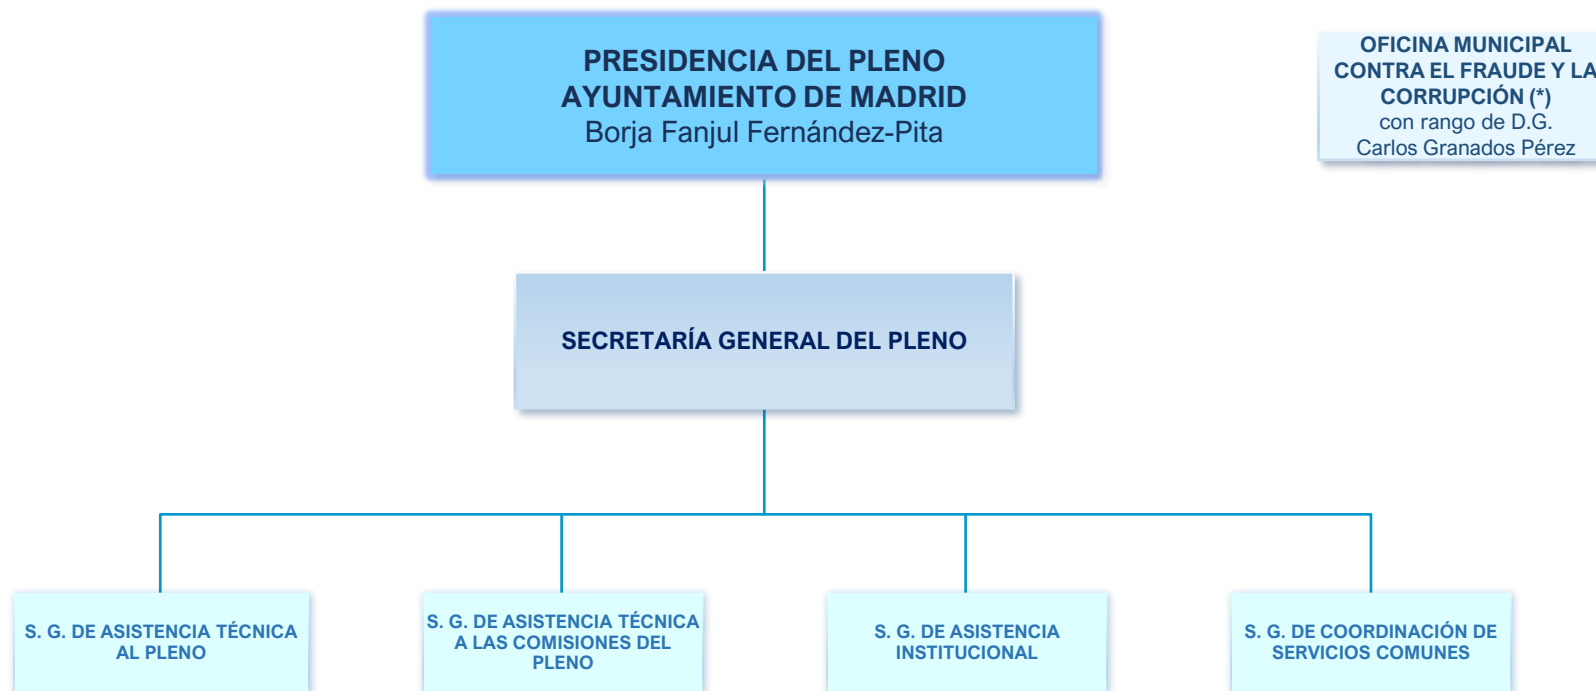 PRESIDENCIA DEL PLENO
AYUNTAMIENTO DE MADRID
Borja Fanjul Fernández-Pita
OFICINA MUNICIPAL
CONTRA EL FRAUDE Y LA
CORRUPCIÓN (*)
con rango de D.G.
Carlos Granados Pérez
SECRETARÍA GENERAL DEL PLENO
S. G. DE ASISTENCIA TÉCNICA
AL PLENO
S. G. DE ASISTENCIA TÉCNICA
A LAS COMISIONES DEL
PLENO
S. G. DE ASISTENCIA
INSTITUCIONAL
S. G. DE COORDINACIÓN DE
SERVICIOS COMUNES